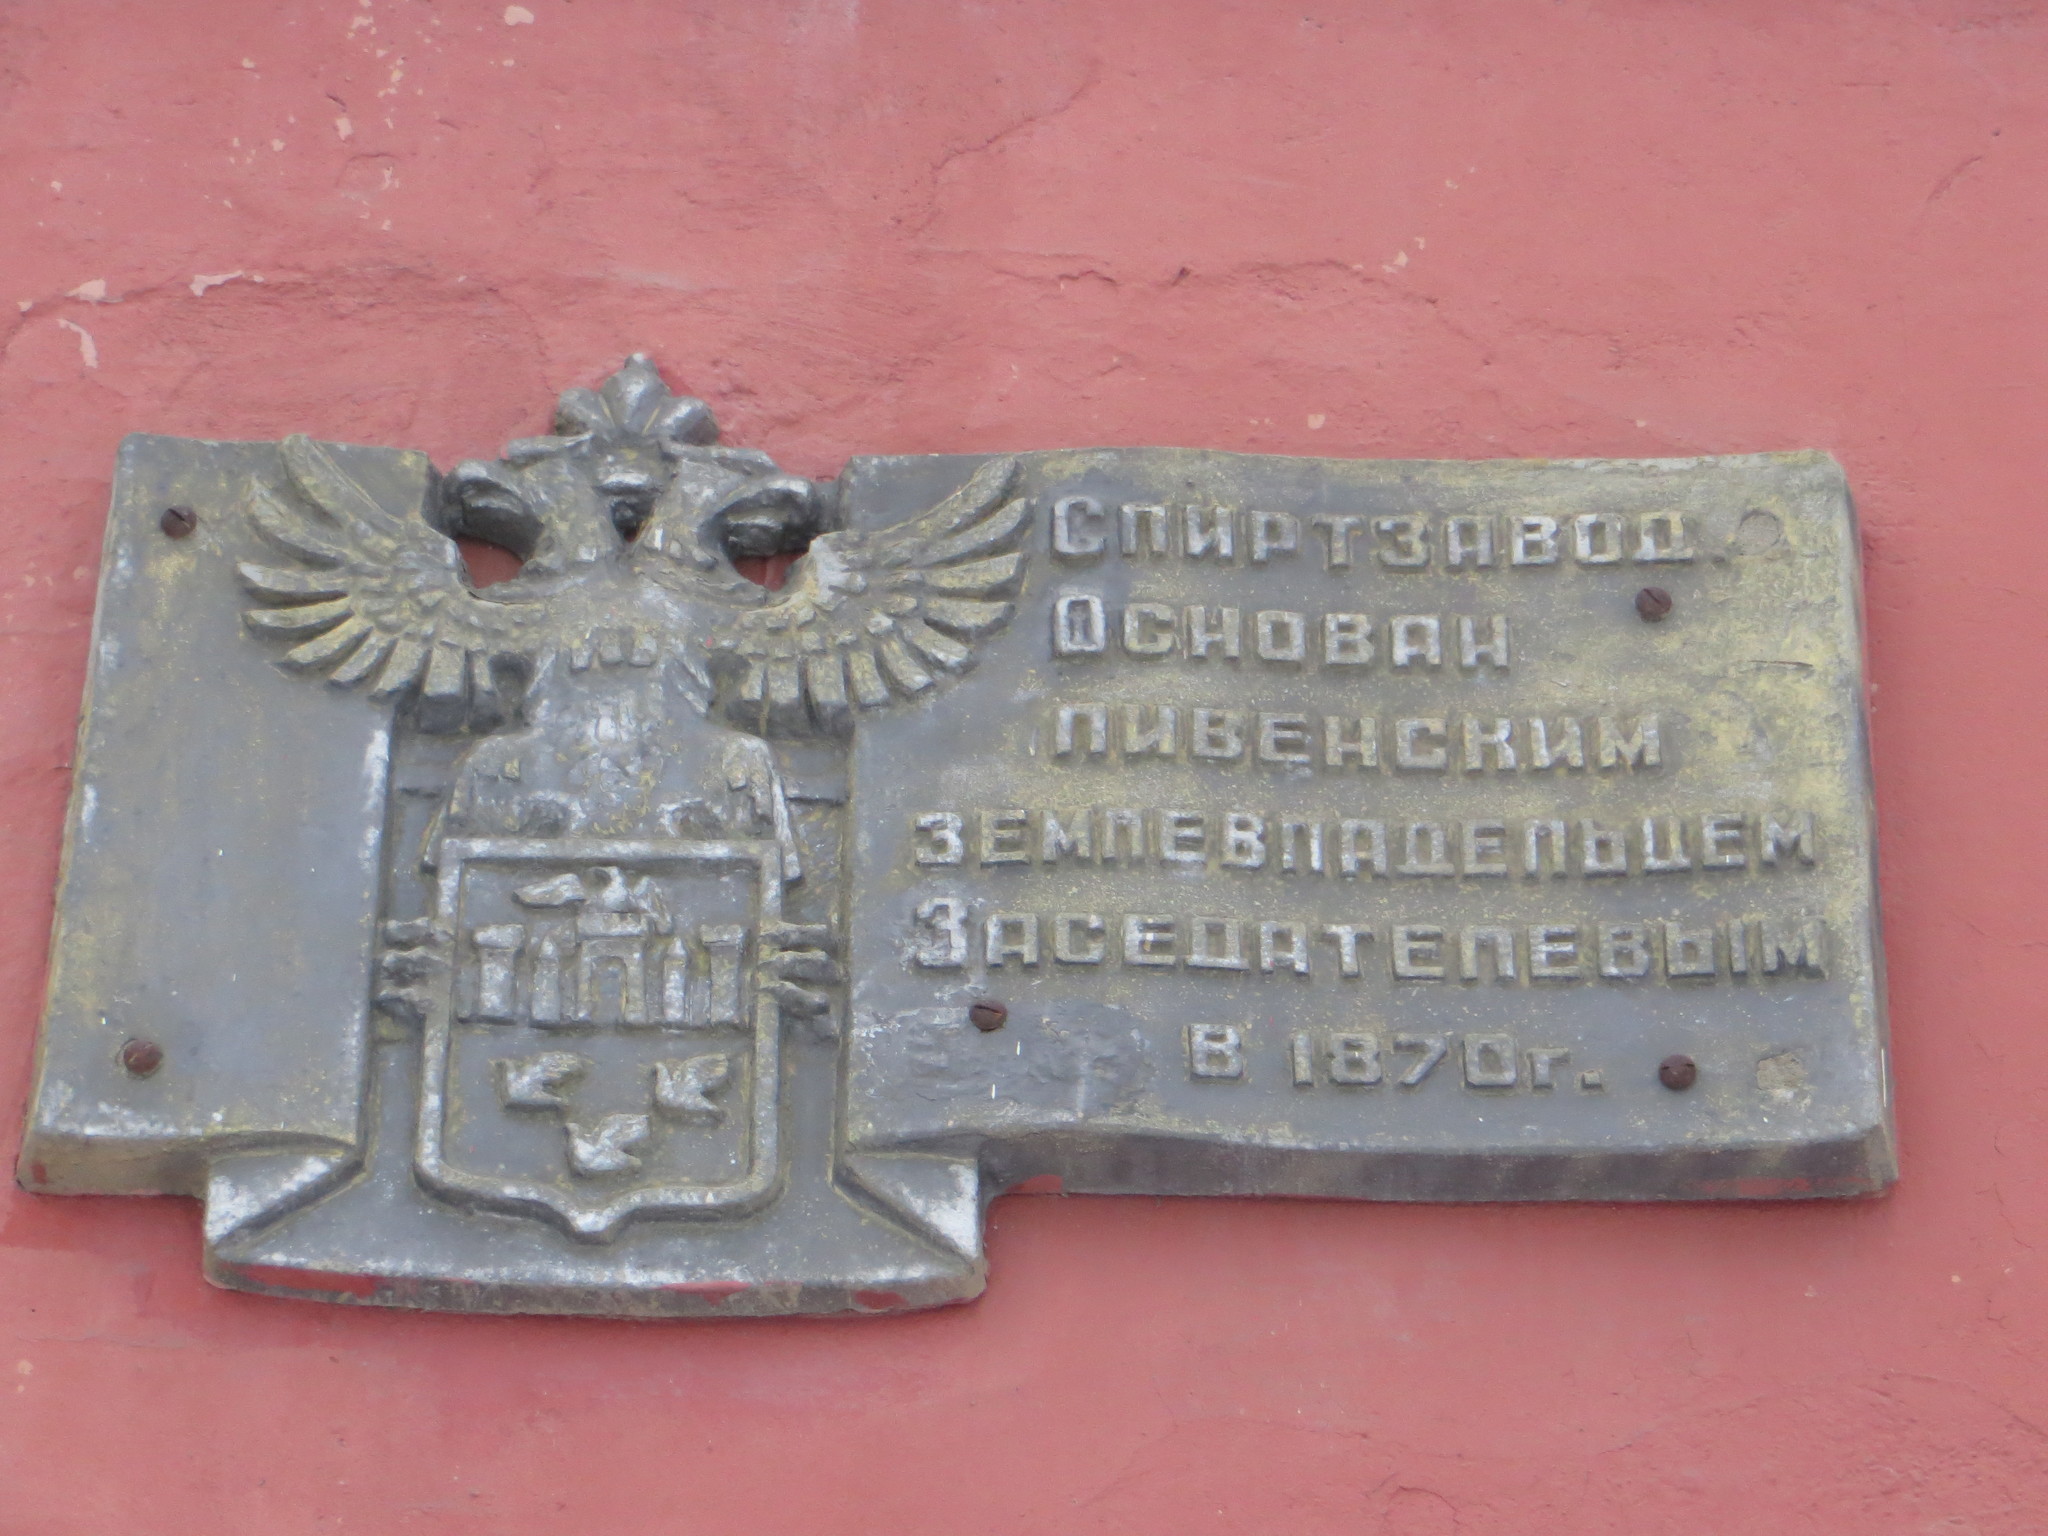 Спиртзавод.
Основан
ливенским
землевладельцем
Заседателевым
в 1870г.